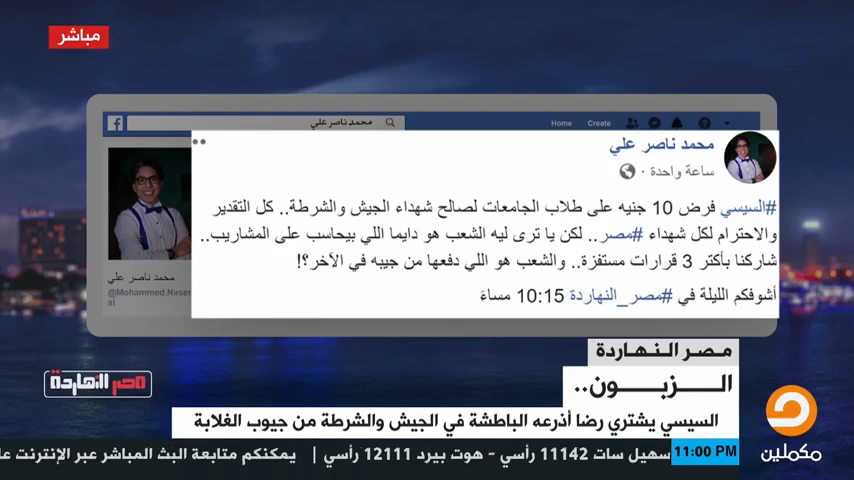 مباشر
محمد ناصر علي
Home
Create
محمد ناصر علي
ساعة واحدة
#السيسي فرض 10 جنيه على طلاب الجامعات لصالح شهداء الجيش والشرطة.. كل التقدير
والاحترام لكل شهداء #مصر.. لكن يا ترى ليه الشعب هو دايما اللي بيحاسب على المشاريب..
شاركنا بأكتر 3 قرارات مستفزة.. والشعب هو اللي دفعها من جيبه في الآخر؟!
أشوفكم الليلة في #مصر_النهاردة 10:15 مساءً
محمد ناصر علي
@Mohammed.Naser
al
مصر النهاردة
مصر النهاردة
الزبون..
السيسي يشتري رضا أذرعه الباطشة في الجيش والشرطة من جيوب الغلابة
مكملين
11:00 PM
سهيل سات 11142 رأسي - هوت بيرد 12111 رأسي | يمكنكم متابعة البث المباشر عبر الإنترنت